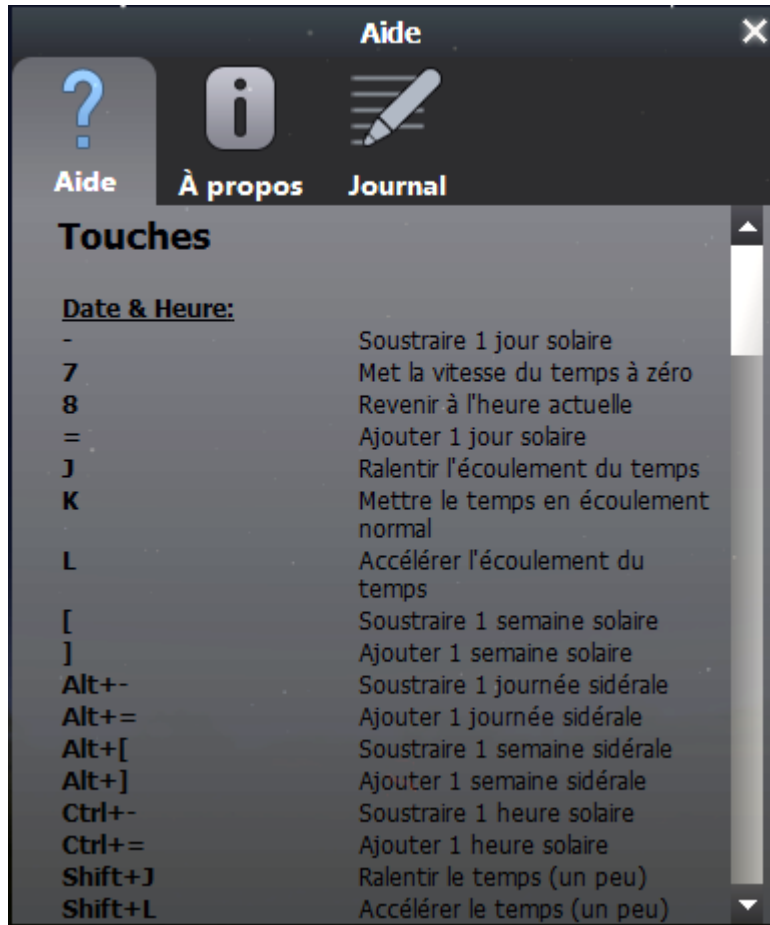 Aide
Aide
À propos
Journal
Touches
Date & Heure:
- Soustraire 1 jour solaire
7 Met la vitesse du temps à zéro
8 Revenir à l'heure actuelle
= Ajouter 1 jour solaire
J Ralentir l'écoulement du temps
K Mettre le temps en écoulement
normal
L Accélérer l'écoulement du
temps
[ Soustraire 1 semaine solaire
] Ajouter 1 semaine solaire
Alt+- Soustraire 1 journée sidérale
Alt+= Ajouter 1 journée sidérale
Alt+[ Soustraire 1 semaine sidérale
Alt+] Ajouter 1 semaine sidérale
Ctrl+- Soustraire 1 heure solaire
Ctrl+= Ajouter 1 heure solaire
Shift+J Ralentir le temps (un peu)
Shift+L Accélérer le temps (un peu)